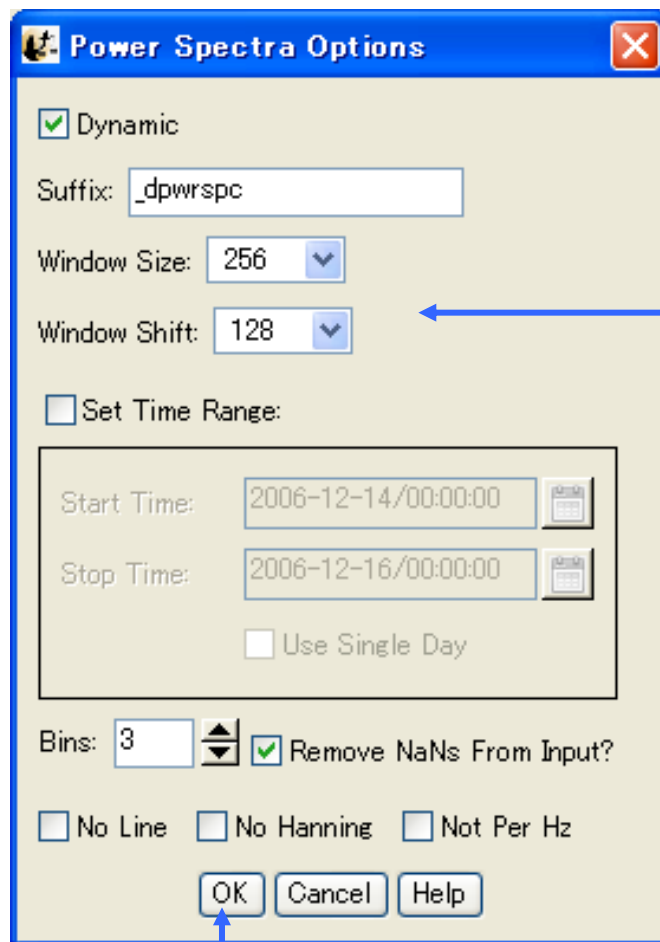 Power Spectra Options
Dynamic
Suffix: _dpwrspc
Window Size: 256
Window Shift: 128
Set Time Range:
Start Time: 2006-12-14/00:00:00
Stop Time: 2006-12-16/00:00:00
Use Single Day
Bins: 3 Remove NaNs From Input?
No Line No Hanning Not Per Hz
OK Cancel Help